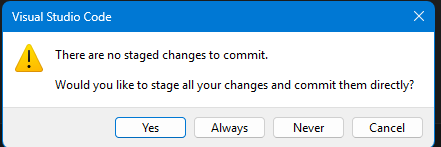 Visual Studio Code
There are no staged changes to commit.
Would you like to stage all your changes and commit them directly?
Yes
Always
Never
Cancel